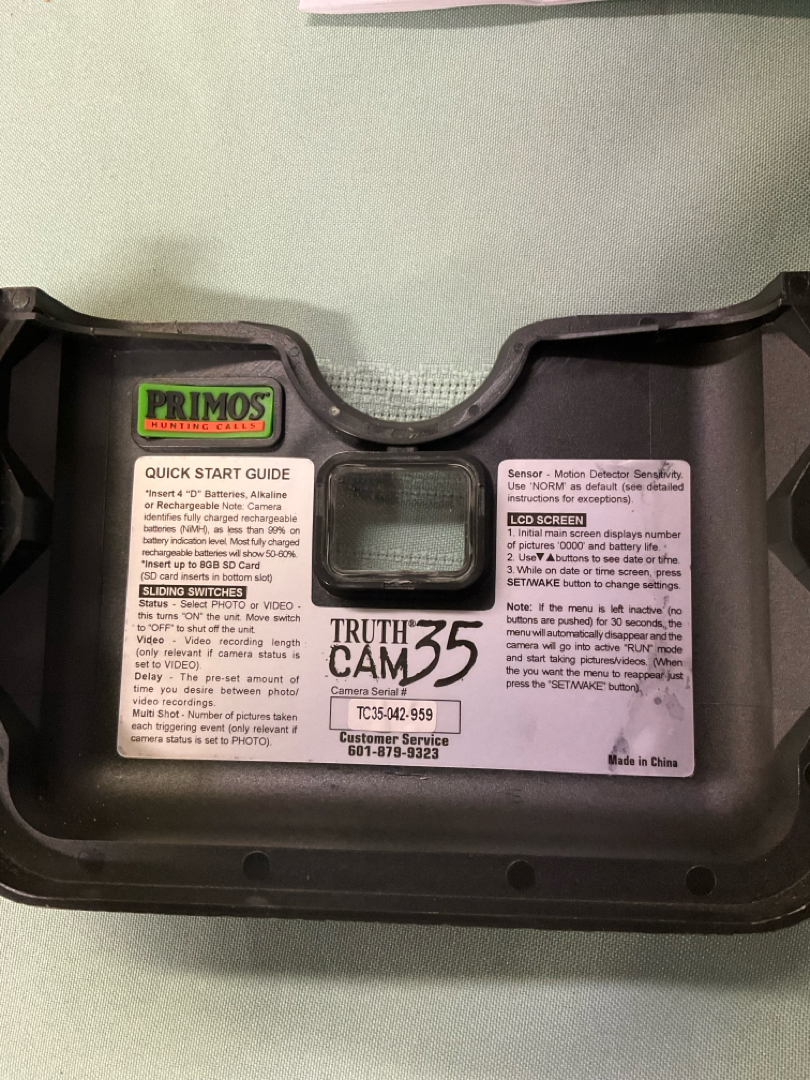 PRIMOS®
HUNTING CALLS
QUICK START GUIDE
*Insert 4 "D" Batteries, Alkaline
or Rechargeable Note: Camera
identifies fully charged rechargeable
batteries (NiMH), as less than 99% on
battery indication level. Most fully charged
rechargeable batteries will show 50-60%.
*Insert up to 8GB SD Card
(SD card inserts in bottom slot)
SLIDING SWITCHES
Status - Select PHOTO or VIDEO -
this turns "ON" the unit. Move switch
to "OFF" to shut off the unit.
Video - Video recording length
(only relevant if camera status is
set to VIDEO).
Delay - The pre-set amount of
time you desire between photo/
video recordings.
Multi Shot - Number of pictures taken
each triggering event (only relevant if
camera status is set to PHOTO).
TRUTH®
CAM 35
Camera Serial #
TC35-042-959
Customer Service
601-879-9323
Sensor - Motion Detector Sensitivity.
Use 'NORM' as default (see detailed
instructions for exceptions).
LCD SCREEN
1. Initial main screen displays number
of pictures '0000' and battery life.
2. Use▼▲buttons to see date or time.
3. While on date or time screen, press
SET/WAKE button to change settings.
Note: If the menu is left inactive (no
buttons are pushed) for 30 seconds, the
menu will automatically disappear and the
camera will go into active "RUN" mode
and start taking pictures/videos. (When
the you want the menu to reappear just
press the "SET/WAKE" button).
Made in China